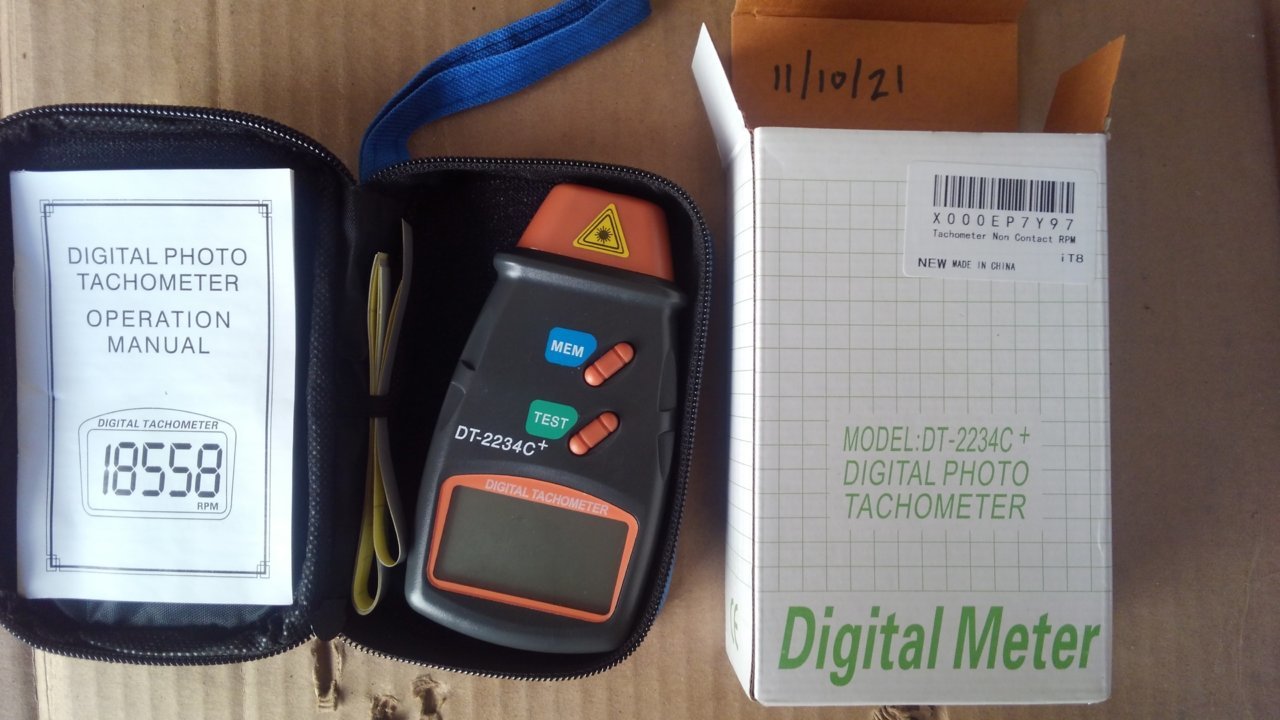 DIGITAL PHOTO
TACHOMETER
OPERATION
MANUAL
DIGITAL TACHOMETER
18558
RPM
MEM
TEST
DT-2234C+
DIGITAL TACHOMETER
11/10/21
X000EP7Y97
Tachometer Non Contact RPM
iT8
NEW MADE IN CHINA
MODEL:DT-2234C+
DIGITAL PHOTO
TACHOMETER
Digital Meter
CE